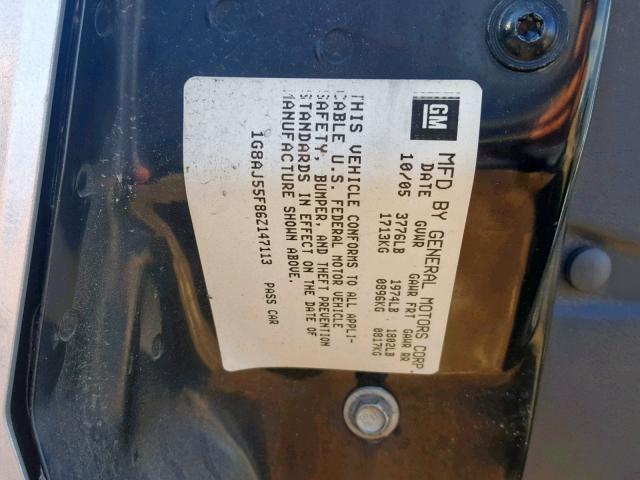 GM MFD BY GENERAL MOTORS CORP.
DATE GVWR GAWR FRT GAWR RR
10/05 3776LB 1974LB 1802LB
1713KG 0896KG 0817KG
THIS VEHICLE CONFORMS TO ALL APPLI-
CABLE U.S. FEDERAL MOTOR VEHICLE
SAFETY, BUMPER, AND THEFT PREVENTION
STANDARDS IN EFFECT ON THE DATE OF
MANUFACTURE SHOWN ABOVE.
1G8AJ55F86Z147113 PASS CAR